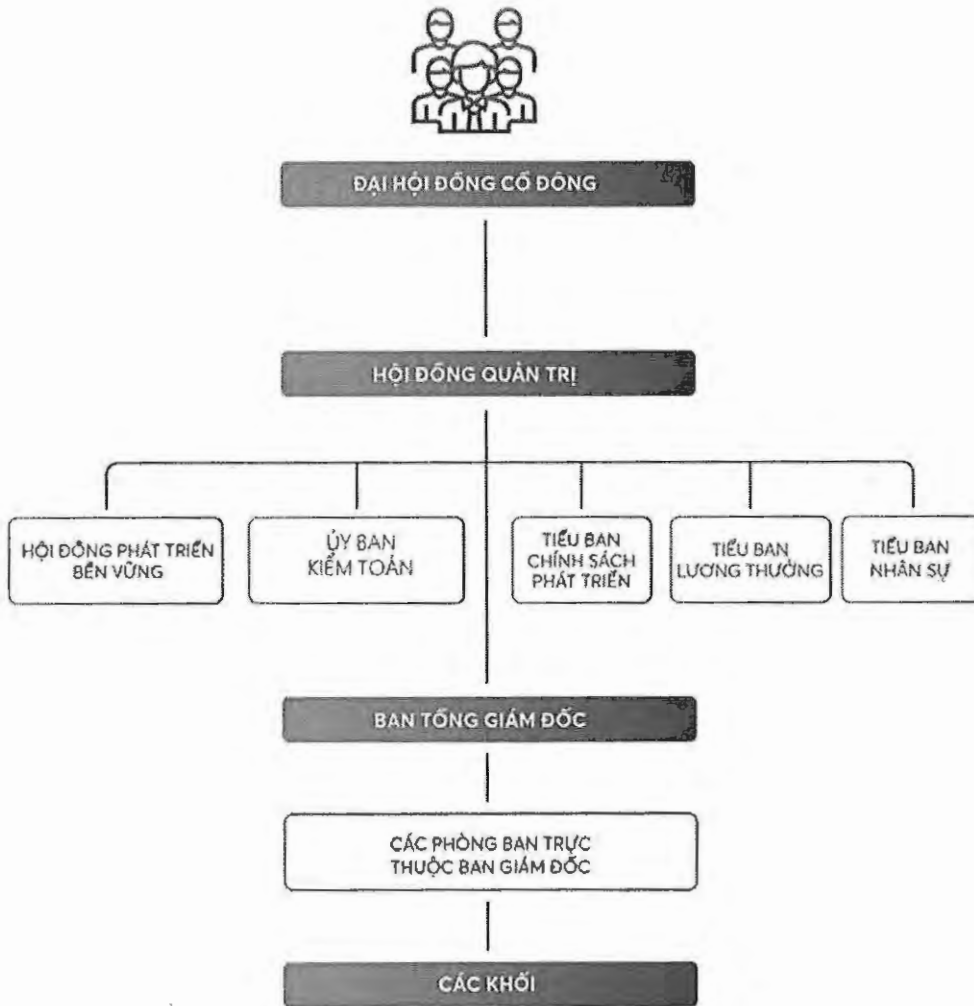 ĐẠI HỘI ĐỒNG CỔ ĐÔNG
HỘI ĐỒNG QUẢN TRỊ
HỘI ĐỒNG PHÁT TRIỂN
BỀN VỮNG
ỦY BAN
KIỂM TOÁN
TIỂU BAN
CHÍNH SÁCH
PHÁT TRIỂN
TIỂU BAN
LƯƠNG THƯỞNG
TIỂU BAN
NHÂN SỰ
BAN TỔNG GIÁM ĐỐC
CÁC PHÒNG BAN TRỰC
THUỘC BAN GIÁM ĐỐC
CÁC KHỐI